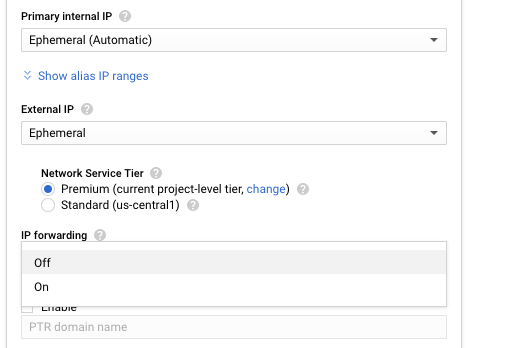 Primary internal IP
Ephemeral (Automatic)
Show alias IP ranges
External IP
Ephemeral
Network Service Tier
Premium (current project-level tier, change)
Standard (us-central1)
IP forwarding
Off
On
Enable
PTR domain name